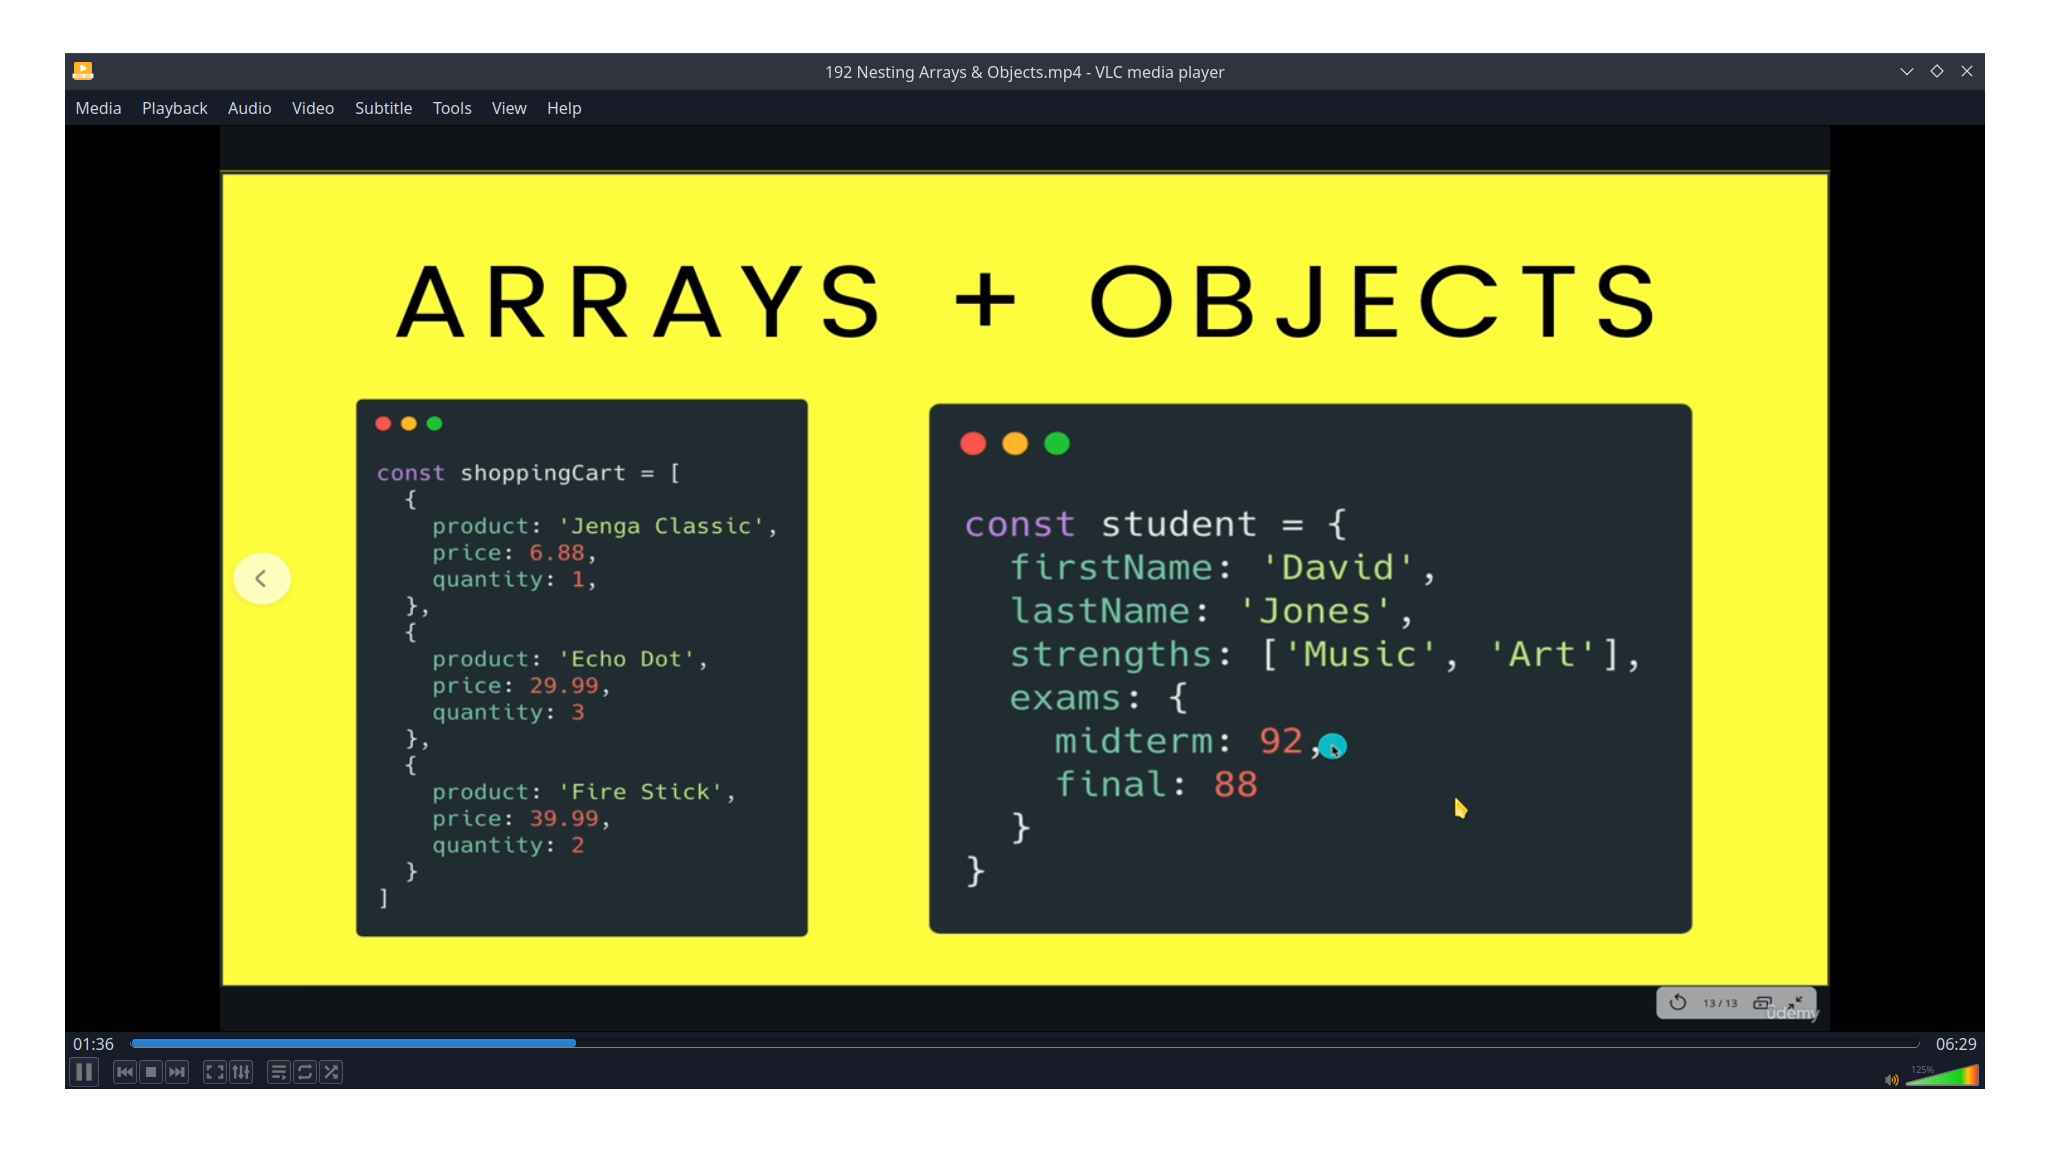 192 Nesting Arrays & Objects.mp4 - VLC media player
Media Playback Audio Video Subtitle Tools View Help
ARRAYS + OBJECTS
const shoppingCart = [
{
product: 'Jenga Classic',
price: 6.88,
quantity: 1,
},
{
product: 'Echo Dot',
price: 29.99,
quantity: 3
},
{
product: 'Fire Stick',
price: 39.99,
quantity: 2
}
]
const student = {
firstName: 'David',
lastName: 'Jones',
strengths: ['Music', 'Art'],
exams: {
midterm: 92,
final: 88
}
}
13/13
ûdemy
01:36
06:29
125%